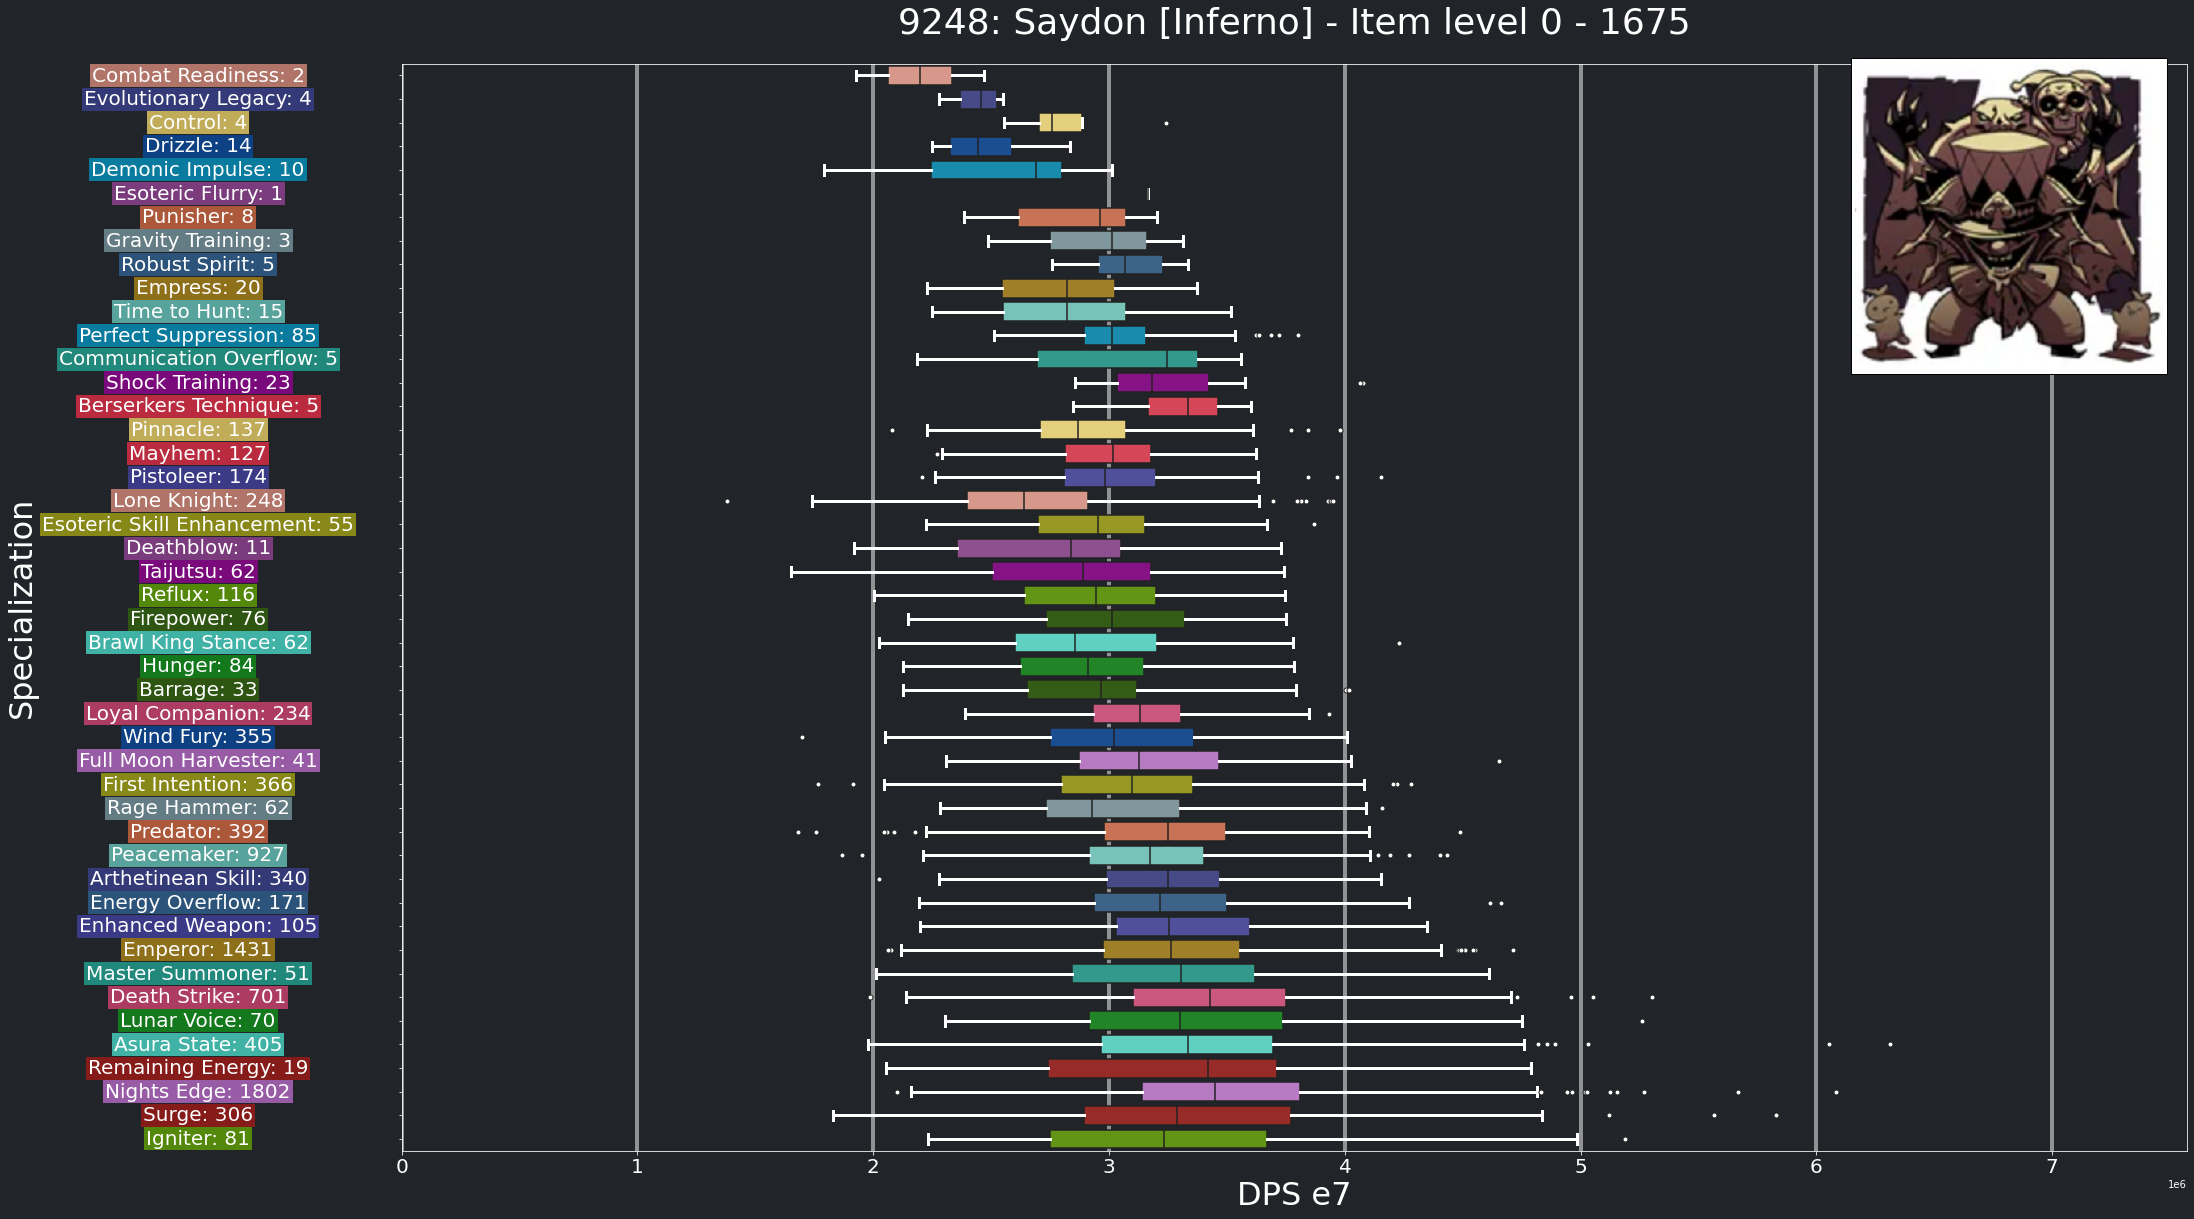 9248: Saydon [Inferno] - Item level 0 - 1675
Combat Readiness: 2
Evolutionary Legacy: 4
Control: 4
Drizzle: 14
Demonic Impulse: 10
Esoteric Flurry: 1
Punisher: 8
Gravity Training: 3
Robust Spirit: 5
Empress: 20
Time to Hunt: 15
Perfect Suppression: 85
Communication Overflow: 5
Shock Training: 23
Berserkers Technique: 5
Pinnacle: 137
Mayhem: 127
Pistoleer: 174
Lone Knight: 248
Esoteric Skill Enhancement: 55
Deathblow: 11
Taijutsu: 62
Reflux: 116
Firepower: 76
Brawl King Stance: 62
Hunger: 84
Barrage: 33
Loyal Companion: 234
Wind Fury: 355
Full Moon Harvester: 41
First Intention: 366
Rage Hammer: 62
Predator: 392
Peacemaker: 927
Arthetinean Skill: 340
Energy Overflow: 171
Enhanced Weapon: 105
Emperor: 1431
Master Summoner: 51
Death Strike: 701
Lunar Voice: 70
Asura State: 405
Remaining Energy: 19
Nights Edge: 1802
Surge: 306
Igniter: 81
Specialization
0 1 2 3 4 5 6 7
DPS e7
1e6